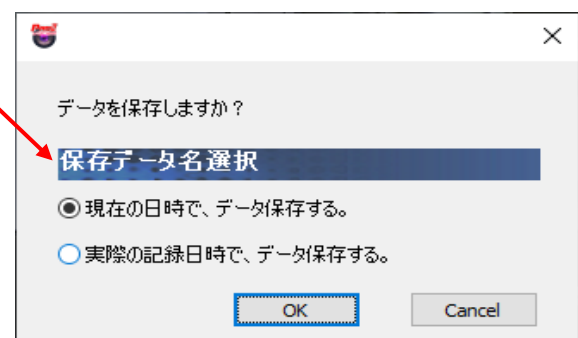 データを保存しますか？
保存データ名選択
現在の日時で、データ保存する。
実際の記録日時で、データ保存する。
OK
Cancel